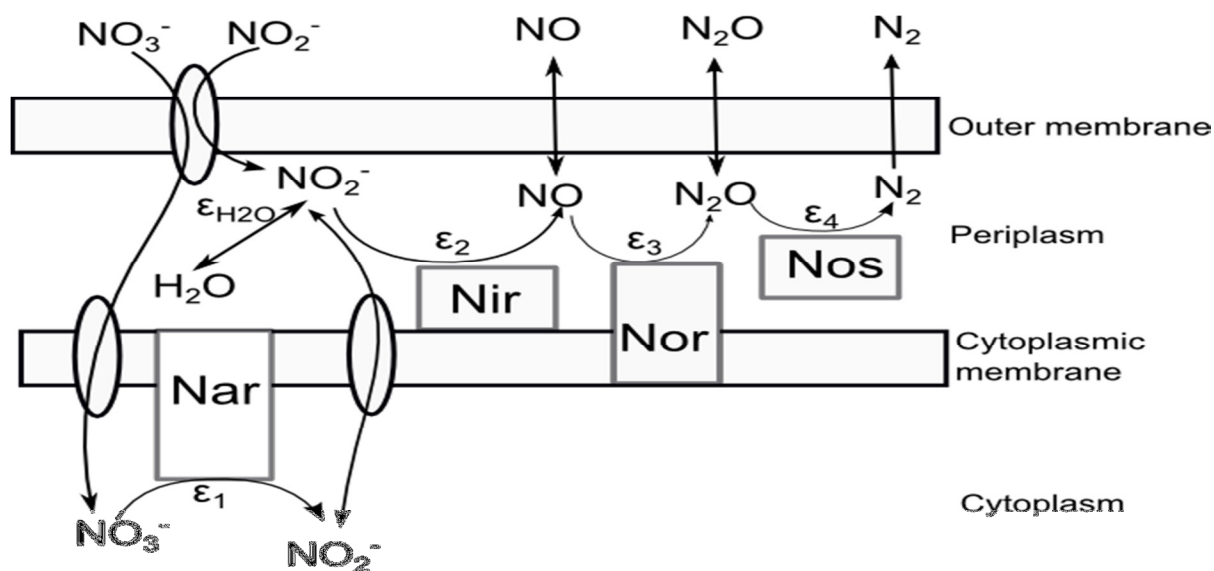 NO₃⁻ NO₂⁻ NO N₂O N₂
Outer membrane
NO₂⁻ NO N₂O N₂
ε_H2O ε₂ ε₃ ε₄
Periplasm
H₂O Nir Nor Nos
Nar
Cytoplasmic
membrane
ε₁
Cytoplasm
NO₃⁻ NO₂⁻